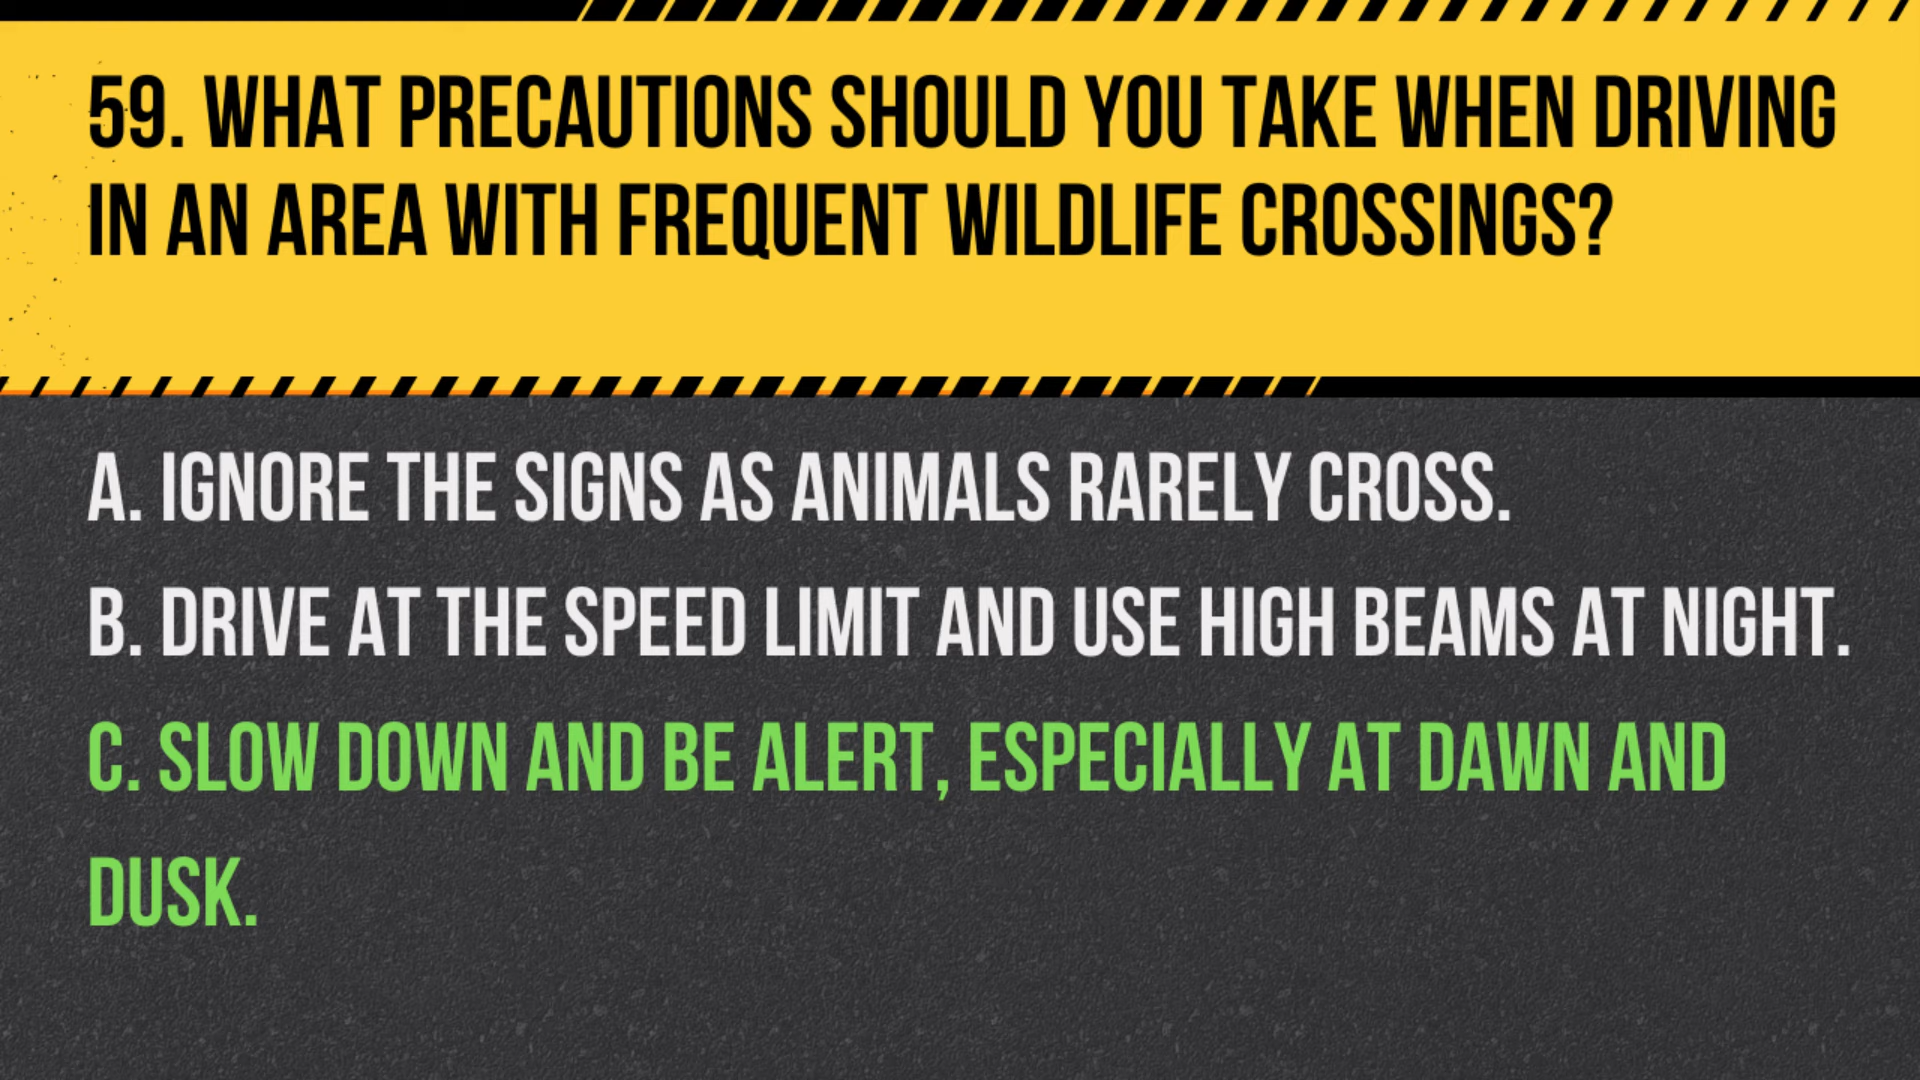 59. WHAT PRECAUTIONS SHOULD YOU TAKE WHEN DRIVING
IN AN AREA WITH FREQUENT WILDLIFE CROSSINGS?
A. IGNORE THE SIGNS AS ANIMALS RARELY CROSS.
B. DRIVE AT THE SPEED LIMIT AND USE HIGH BEAMS AT NIGHT.
C. SLOW DOWN AND BE ALERT, ESPECIALLY AT DAWN AND
DUSK.